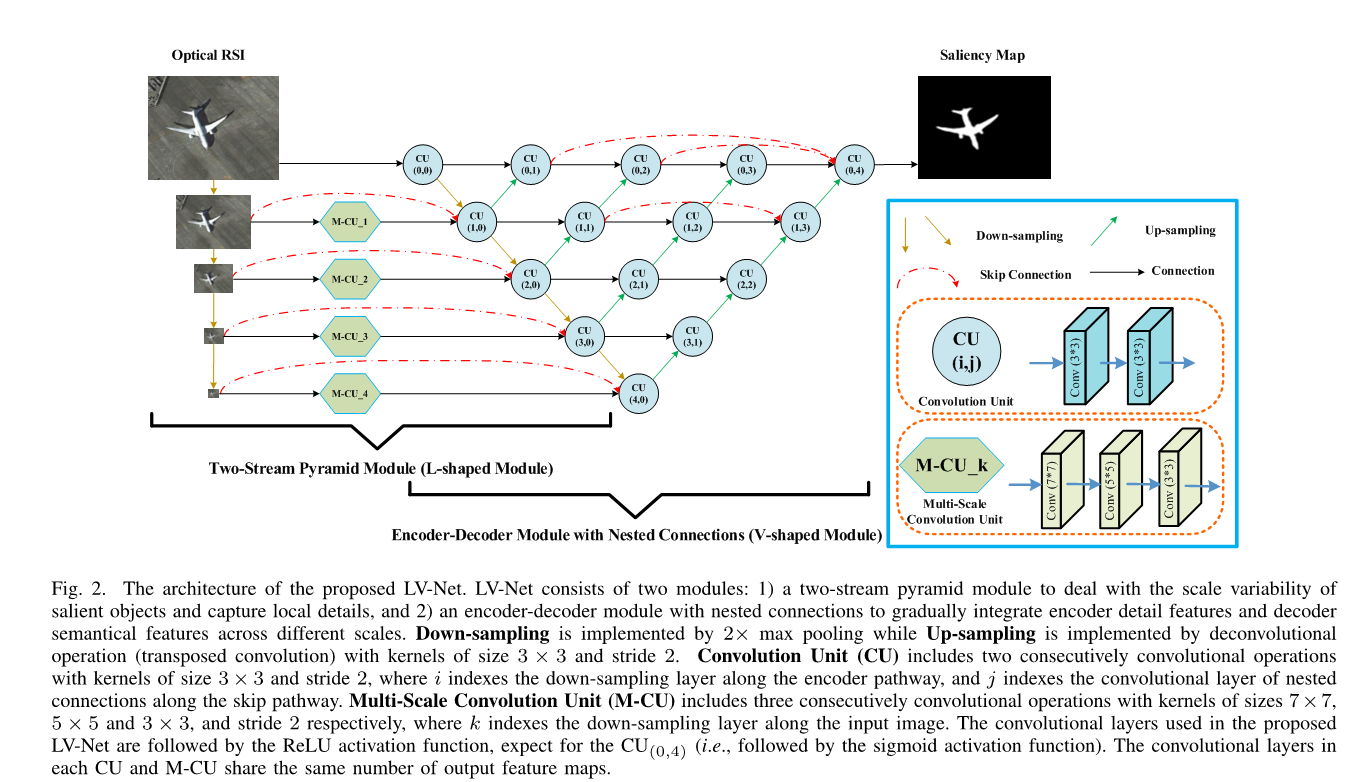 Optical RSI
Saliency Map
CU
(0,0)
CU
(0,1)
CU
(0,2)
CU
(0,3)
CU
(0,4)
M-CU_1
CU
(1,0)
CU
(1,1)
CU
(1,2)
CU
(1,3)
M-CU_2
CU
(2,0)
CU
(2,1)
CU
(2,2)
M-CU_3
CU
(3,0)
CU
(3,1)
M-CU_4
CU
(4,0)
Two-Stream Pyramid Module (L-shaped Module)
Encoder-Decoder Module with Nested Connections (V-shaped Module)
Down-sampling
Up-sampling
Skip Connection
Connection
CU
(i,j)
Convolution Unit
Conv (3*3)
Conv (3*3)
M-CU_k
Multi-Scale
Convolution Unit
Conv (7*7)
Conv (5*5)
Conv (3*3)
Fig. 2. The architecture of the proposed LV-Net. LV-Net consists of two modules: 1) a two-stream pyramid module to deal with the scale variability of
salient objects and capture local details, and 2) an encoder-decoder module with nested connections to gradually integrate encoder detail features and decoder
semantical features across different scales. Down-sampling is implemented by 2× max pooling while Up-sampling is implemented by deconvolutional
operation (transposed convolution) with kernels of size 3 × 3 and stride 2. Convolution Unit (CU) includes two consecutively convolutional operations
with kernels of size 3 × 3 and stride 2, where i indexes the down-sampling layer along the encoder pathway, and j indexes the convolutional layer of nested
connections along the skip pathway. Multi-Scale Convolution Unit (M-CU) includes three consecutively convolutional operations with kernels of sizes 7 × 7,
5 × 5 and 3 × 3, and stride 2 respectively, where k indexes the down-sampling layer along the input image. The convolutional layers used in the proposed
LV-Net are followed by the ReLU activation function, expect for the CU(0,4) (i.e., followed by the sigmoid activation function). The convolutional layers in
each CU and M-CU share the same number of output feature maps.